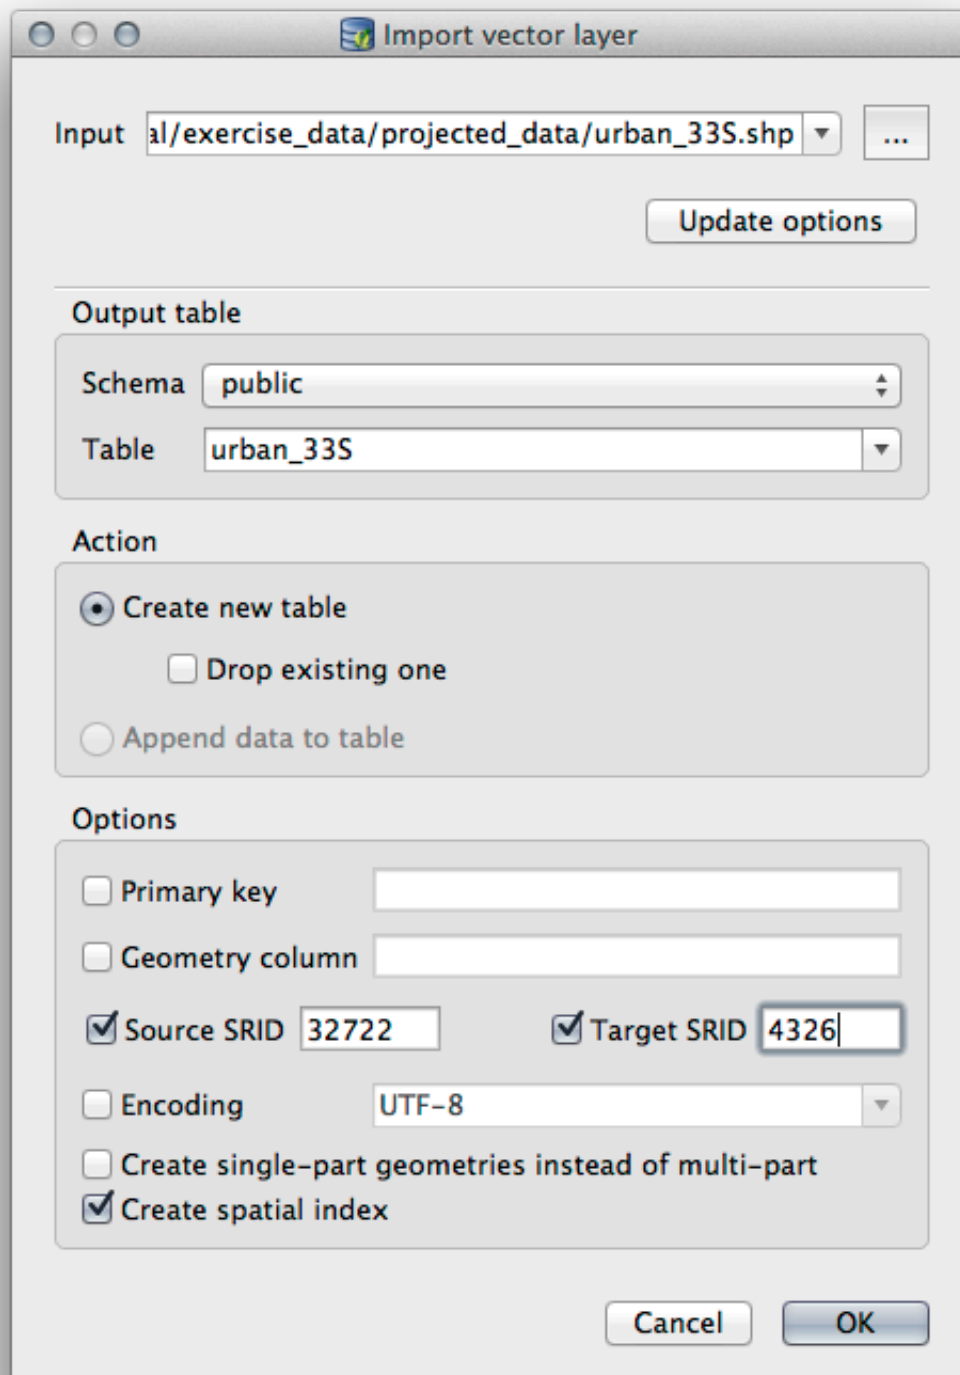 Import vector layer
Input al/exercise_data/projected_data/urban_33S.shp ...
Update options
Output table
Schema public
Table urban_33S
Action
Create new table
Drop existing one
Append data to table
Options
Primary key
Geometry column
Source SRID 32722 Target SRID 4326
Encoding UTF-8
Create single-part geometries instead of multi-part
Create spatial index
Cancel OK